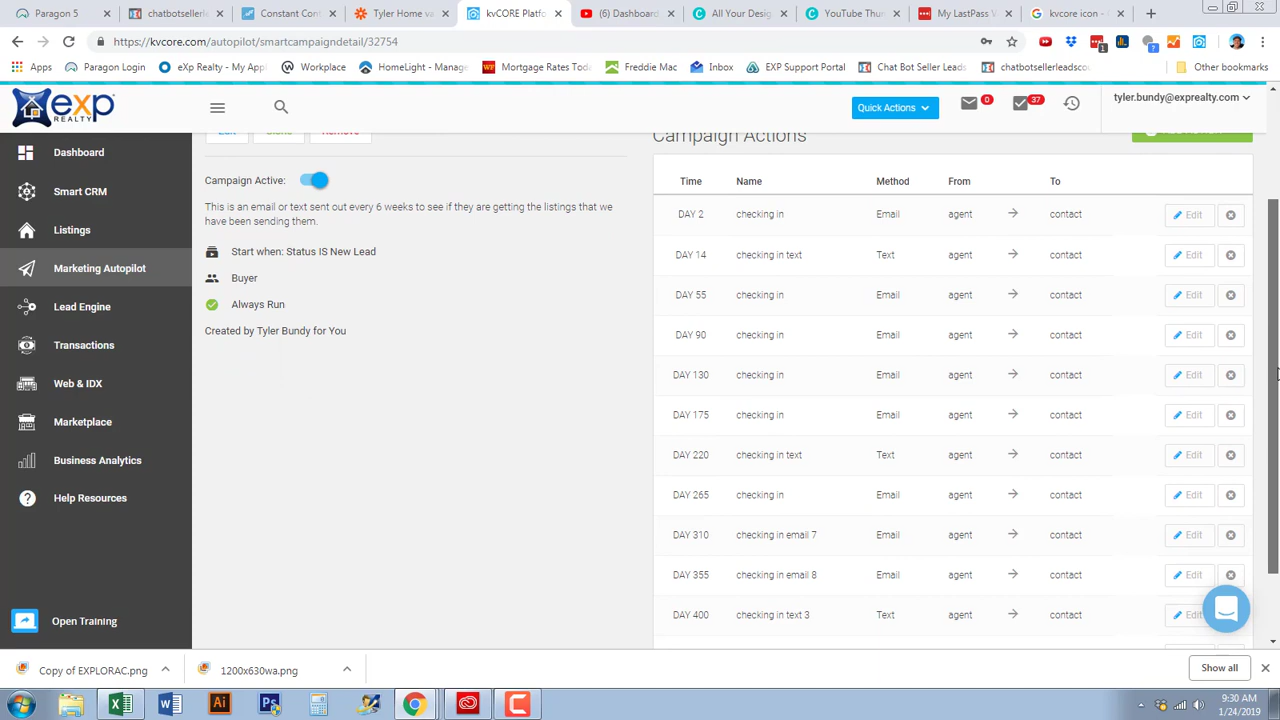 Paragon 5
chatbotsellerle
Constant Con
Tyler Home va
kvCORE Platfo
(6) Dashboard
All Your Desig
YouTube Thu
My LastPass V
kvcore icon -
https://kvcore.com/autopilot/smartcampaigndetail/32754
Apps
Paragon Login
eXp Realty - My App
Workplace
HomeLight - Manage
Mortgage Rates Toda
Freddie Mac
Inbox
EXP Support Portal
Chat Bot Seller Leads
chatbotsellerleadscou
Other bookmarks
exp
REALTY
Quick Actions
0
37
tyler.bundy@exprealty.com
Dashboard
Smart CRM
Listings
Marketing Autopilot
Lead Engine
Transactions
Web & IDX
Marketplace
Business Analytics
Help Resources
Open Training
Edit
Clone
Remove
Campaign Active:
This is an email or text sent out every 6 weeks to see if they are getting the listings that we
have been sending them.
Start when: Status IS New Lead
Buyer
Always Run
Created by Tyler Bundy for You
Campaign Actions
Time Name Method From To
DAY 2 checking in Email agent → contact Edit
DAY 14 checking in text Text agent → contact Edit
DAY 55 checking in Email agent → contact Edit
DAY 90 checking in Email agent → contact Edit
DAY 130 checking in Email agent → contact Edit
DAY 175 checking in Email agent → contact Edit
DAY 220 checking in text Text agent → contact Edit
DAY 265 checking in Email agent → contact Edit
DAY 310 checking in email 7 Email agent → contact Edit
DAY 355 checking in email 8 Email agent → contact Edit
DAY 400 checking in text 3 Text agent → contact Edit
Copy of EXPLORAC.png
1200x630wa.png
Show all
9:30 AM
1/24/2019